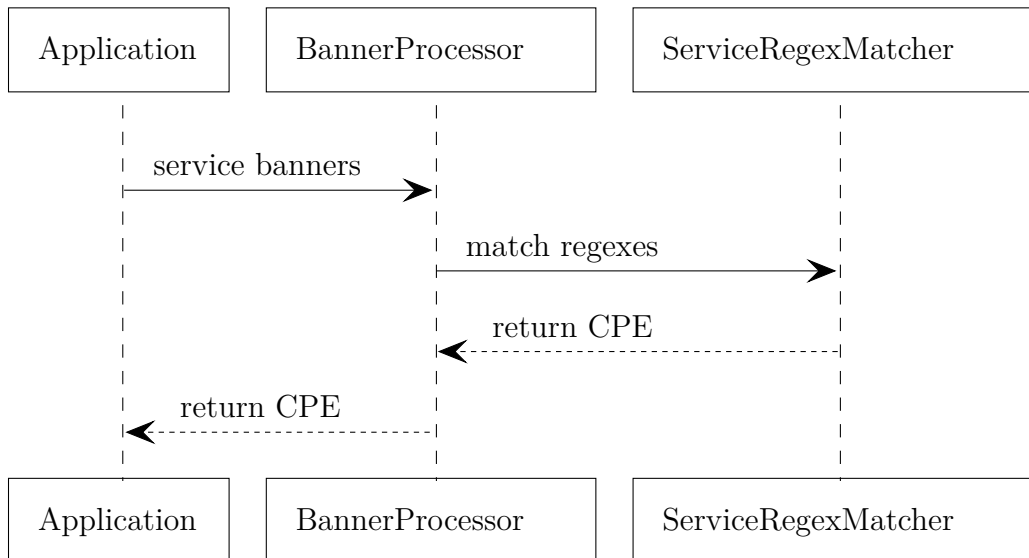 Application BannerProcessor ServiceRegexMatcher
service banners
match regexes
return CPE
return CPE
Application BannerProcessor ServiceRegexMatcher